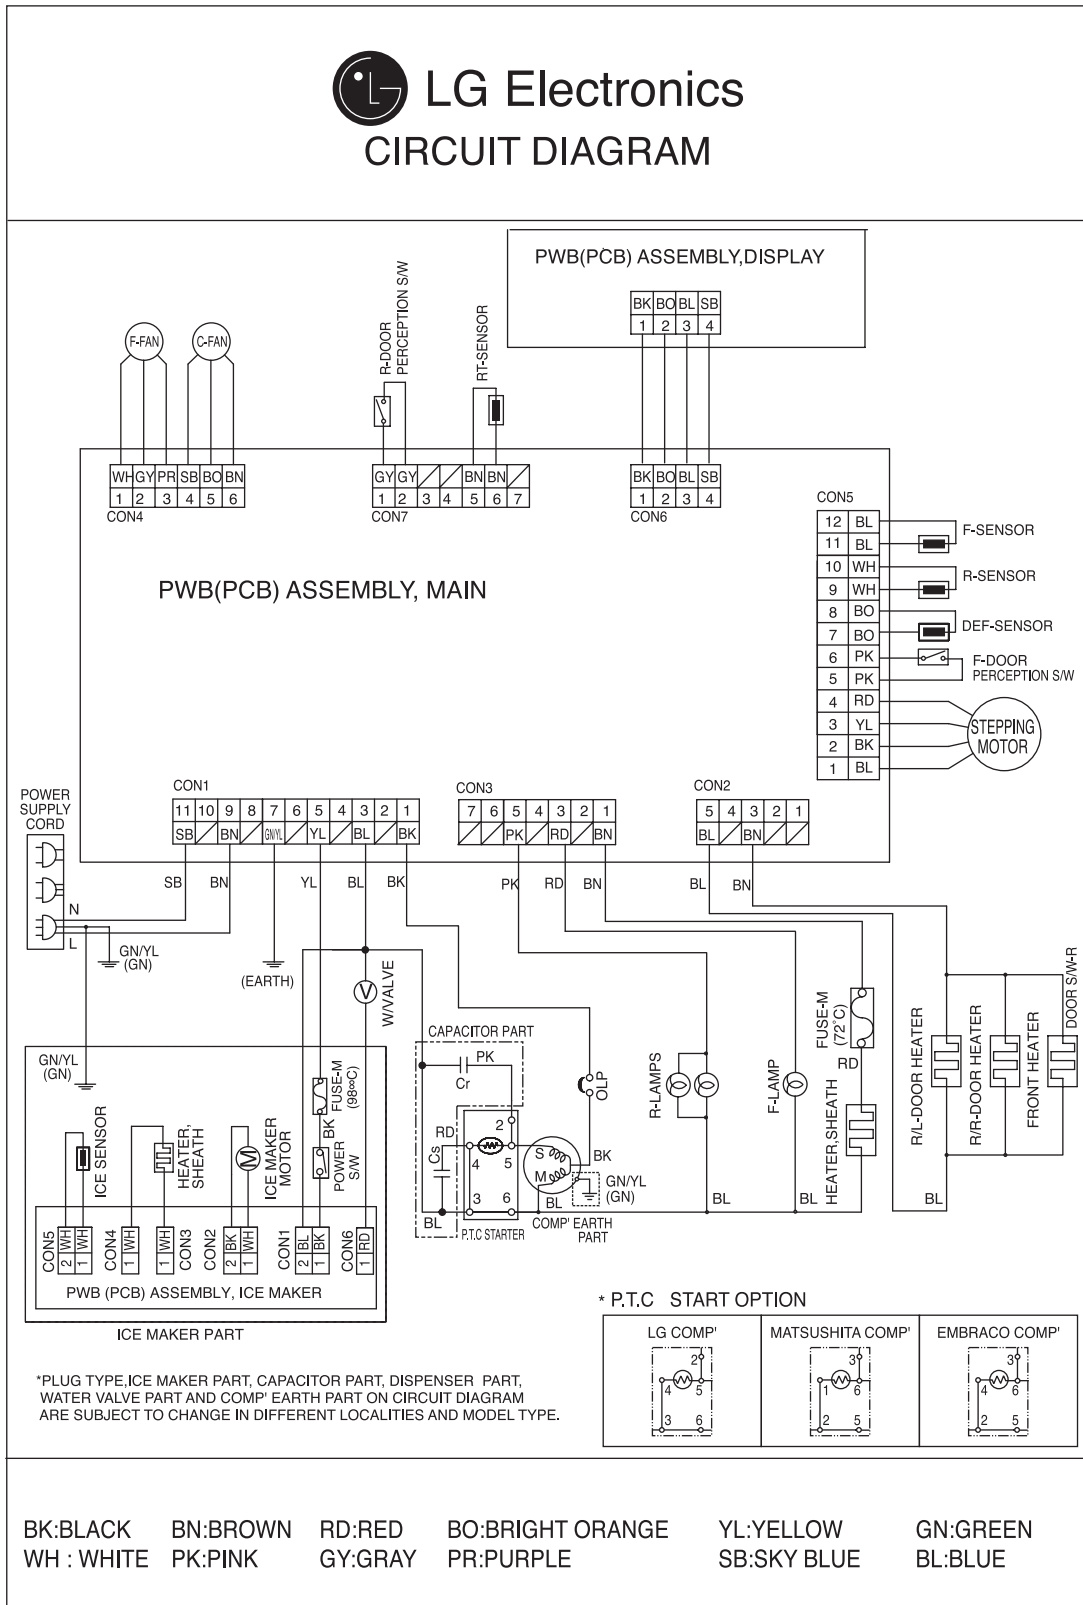 LG Electronics
CIRCUIT DIAGRAM
PWB(PCB) ASSEMBLY,DISPLAY
BK BO BL SB
1 2 3 4
F-FAN
C-FAN
R-DOOR
PERCEPTION S/W
RT-SENSOR
WH GY PR SB BO BN
1 2 3 4 5 6
CON4
GY GY BN BN
1 2 3 4 5 6 7
CON7
BK BO BL SB
1 2 3 4
CON6
CON5
12 BL
11 BL
10 WH
9 WH
8 BO
7 BO
6 PK
5 PK
4 RD
3 YL
2 BK
1 BL
F-SENSOR
R-SENSOR
DEF-SENSOR
F-DOOR
PERCEPTION S/W
STEPPING
MOTOR
PWB(PCB) ASSEMBLY, MAIN
POWER
SUPPLY
CORD
N
L
CON1
11 10 9 8 7 6 5 4 3 2 1
SB BN GN/YL YL BL BK
CON3
7 6 5 4 3 2 1
PK RD BN
CON2
5 4 3 2 1
BL BN
SB BN YL BL BK PK RD BN BL BN
GN/YL
(GN)
(EARTH)
V
W/VALVE
GN/YL
(GN)
CAPACITOR PART
PK
Cr
RD
Cs
2
4 5
3 6
BL
P.T.C STARTER
S
M
BL
COMP' EARTH
PART
OLP
BK
GN/YL
(GN)
R-LAMPS
BL
F-LAMP
BL
FUSE-M
(72°C)
RD
HEATER,SHEATH
R/L-DOOR HEATER
R/R-DOOR HEATER
FRONT HEATER
DOOR S/W-R
BL
FUSE-M
(98∞C)
BK
POWER
S/W
ICE SENSOR
HEATER,
SHEATH
M
ICE MAKER
MOTOR
CON5
2 WH
1 WH
CON4
1 WH
1 WH
CON3
CON2
2 BK
1 WH
CON1
2 BL
1 BK
CON6
1 RD
PWB (PCB) ASSEMBLY, ICE MAKER
ICE MAKER PART
* P.T.C START OPTION
LG COMP'
2
4 5
3 6
MATSUSHITA COMP'
3
1 6
2 5
EMBRACO COMP'
3
4 6
2 5
*PLUG TYPE,ICE MAKER PART, CAPACITOR PART, DISPENSER PART,
WATER VALVE PART AND COMP' EARTH PART ON CIRCUIT DIAGRAM
ARE SUBJECT TO CHANGE IN DIFFERENT LOCALITIES AND MODEL TYPE.
BK:BLACK BN:BROWN RD:RED BO:BRIGHT ORANGE YL:YELLOW GN:GREEN
WH : WHITE PK:PINK GY:GRAY PR:PURPLE SB:SKY BLUE BL:BLUE